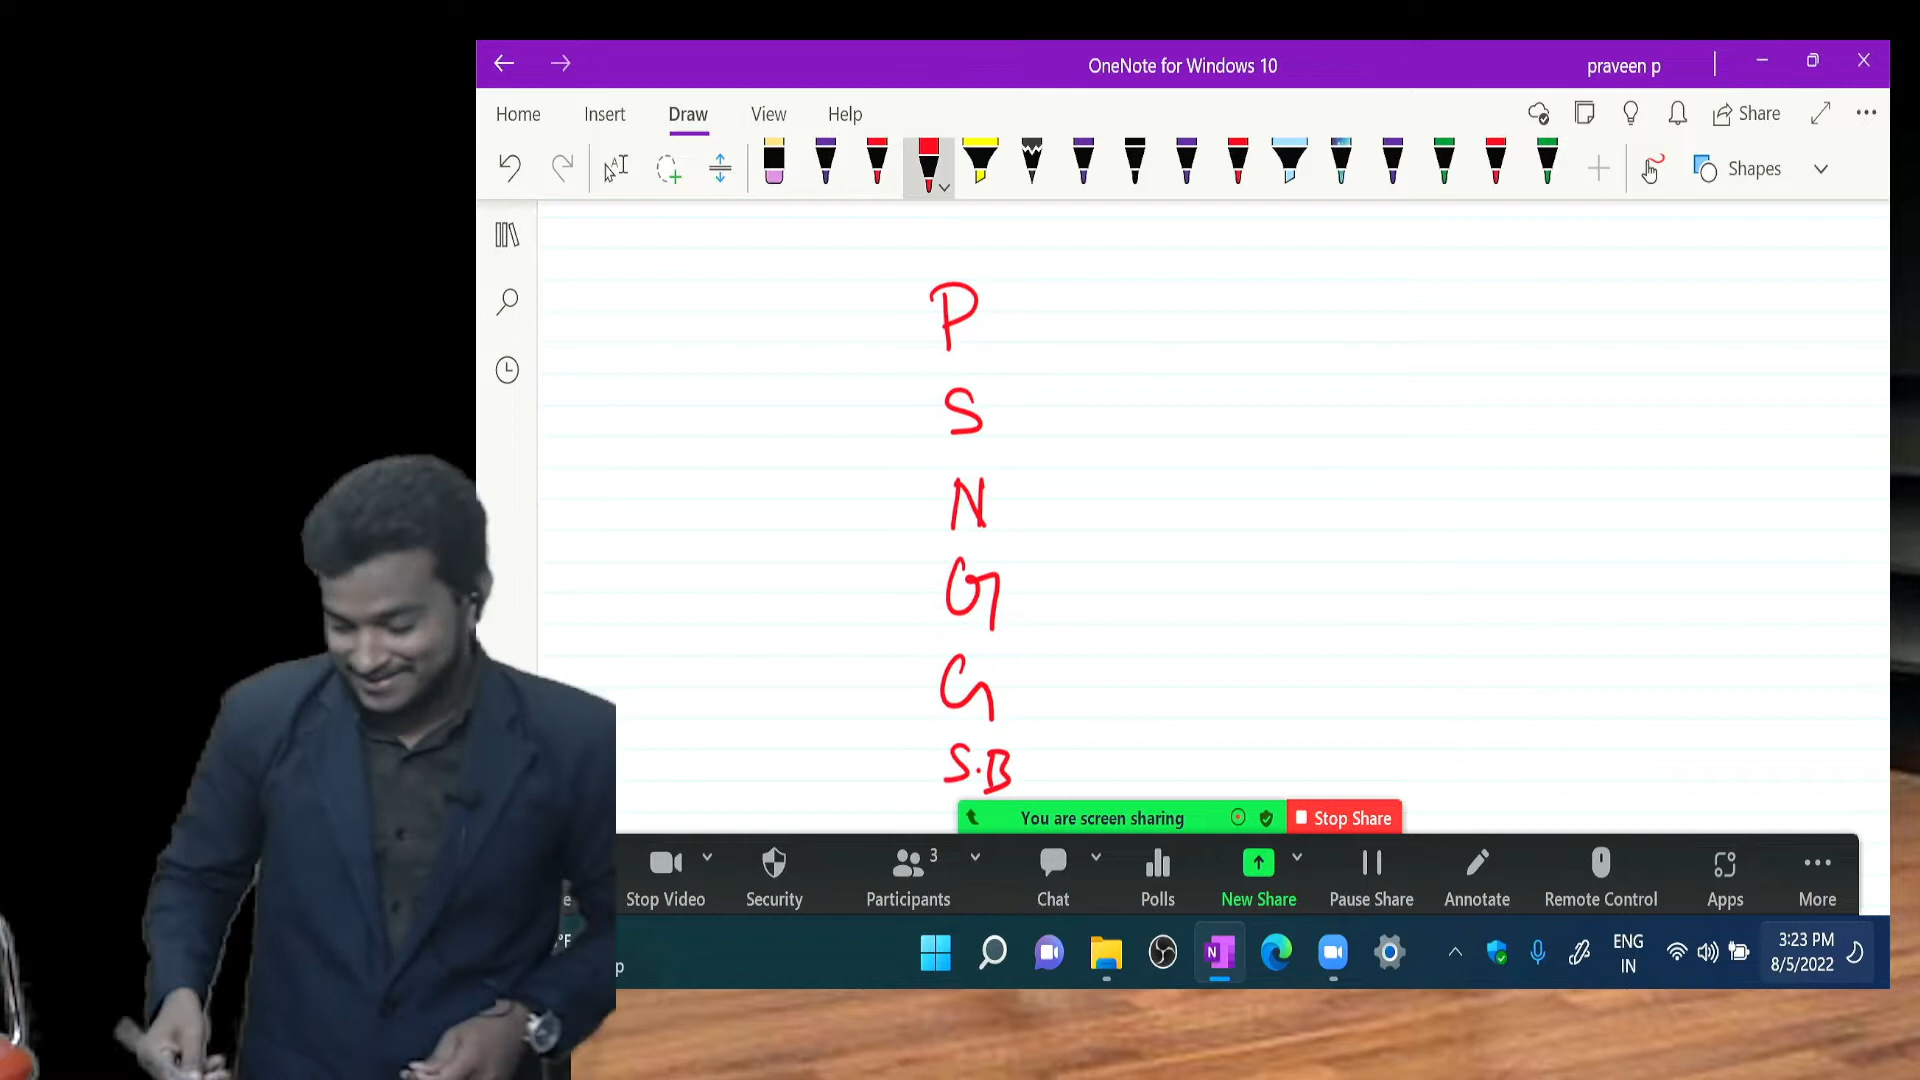 OneNote for Windows 10
praveen p
Home Insert Draw View Help
Share
Shapes
P
S
N
G
G
S.B
You are screen sharing
Stop Share
3
Stop Video Security Participants Chat Polls New Share Pause Share Annotate Remote Control Apps More
°F
p
ENG
IN
3:23 PM
8/5/2022